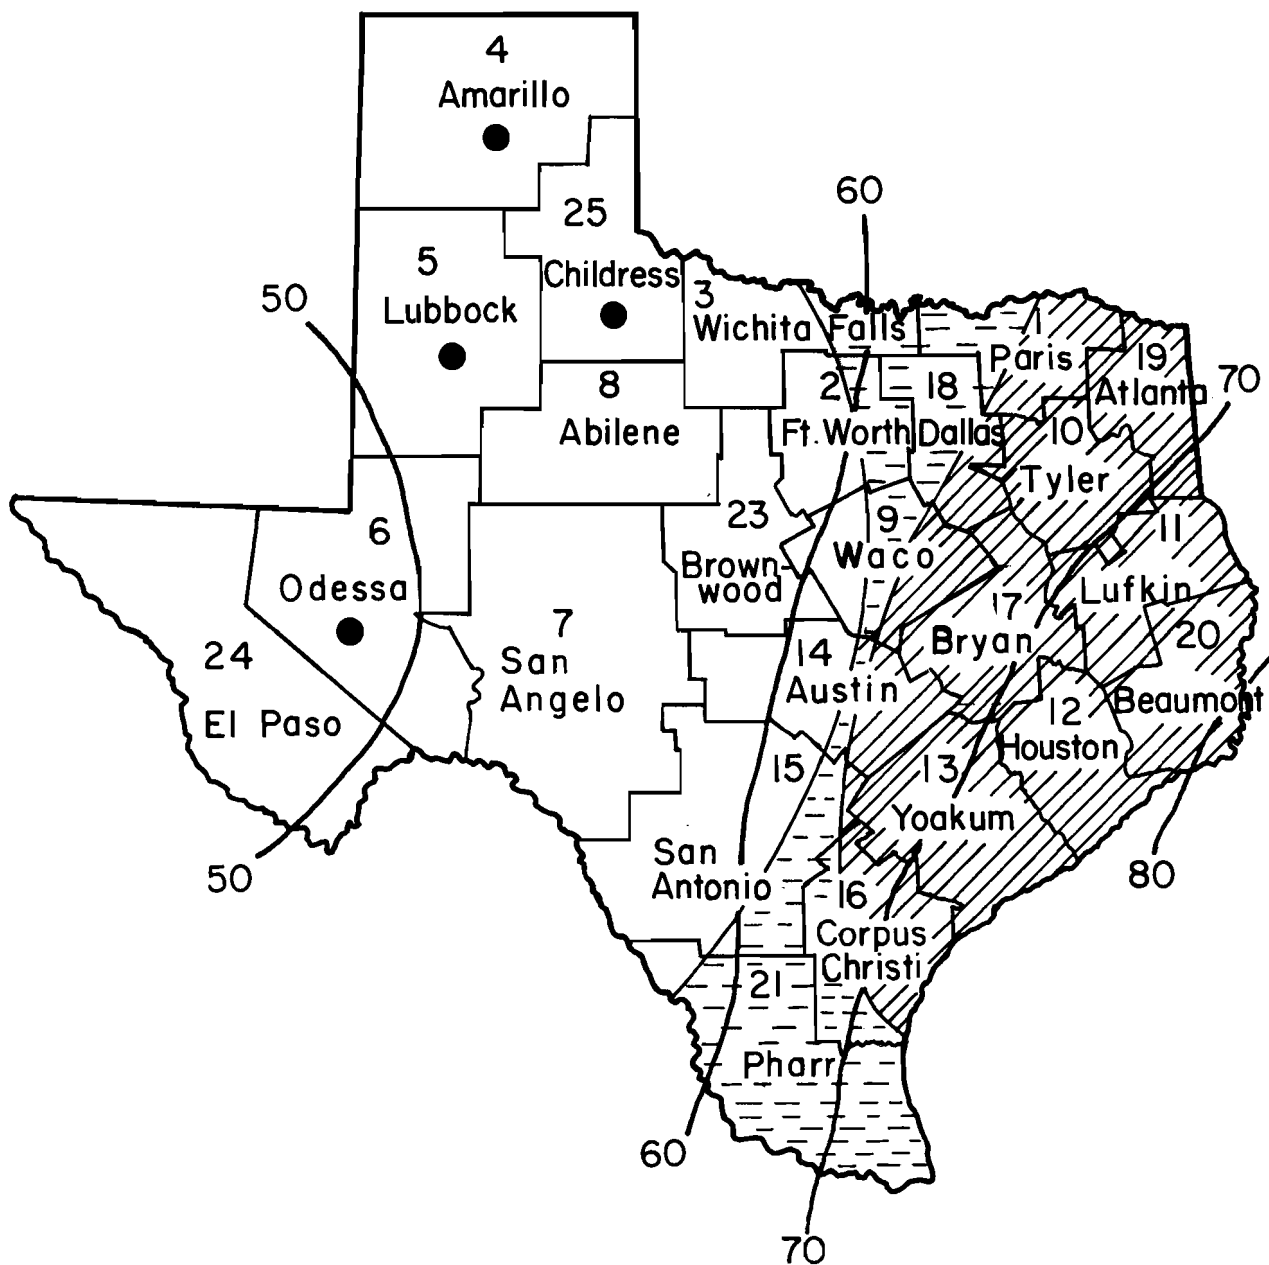 4
Amarillo
60
25
5
Childress
50
Lubbock
3
Wichita Falls
1
Paris
19
Atlanta
70
8
Abilene
2
Ft. Worth
18
Dallas
10
Tyler
6
Odessa
23
Brown-
wood
9
Waco
11
Lufkin
24
El Paso
7
San
Angelo
14
Austin
17
Bryan
20
Beaumont
12
Houston
15
San
Antonio
13
Yoakum
50
80
16
Corpus
Christi
21
Pharr
60
70